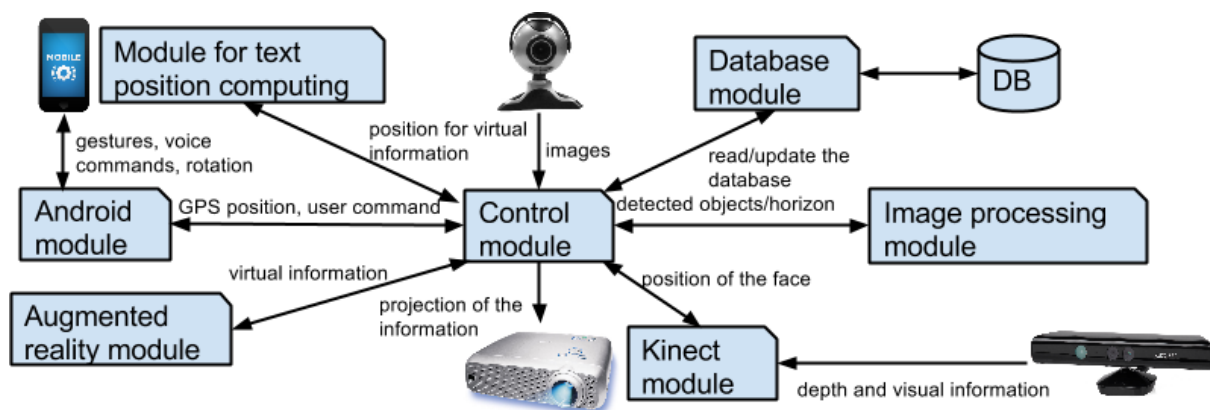 MOBILE
Module for text
position computing
Database
module
DB
gestures, voice
commands, rotation
position for virtual
information
images
read/update the
database
Android
module
GPS position, user command
Control
module
detected objects/horizon
Image processing
module
virtual information
position of the face
Augmented
reality module
projection of the
information
Kinect
module
depth and visual information